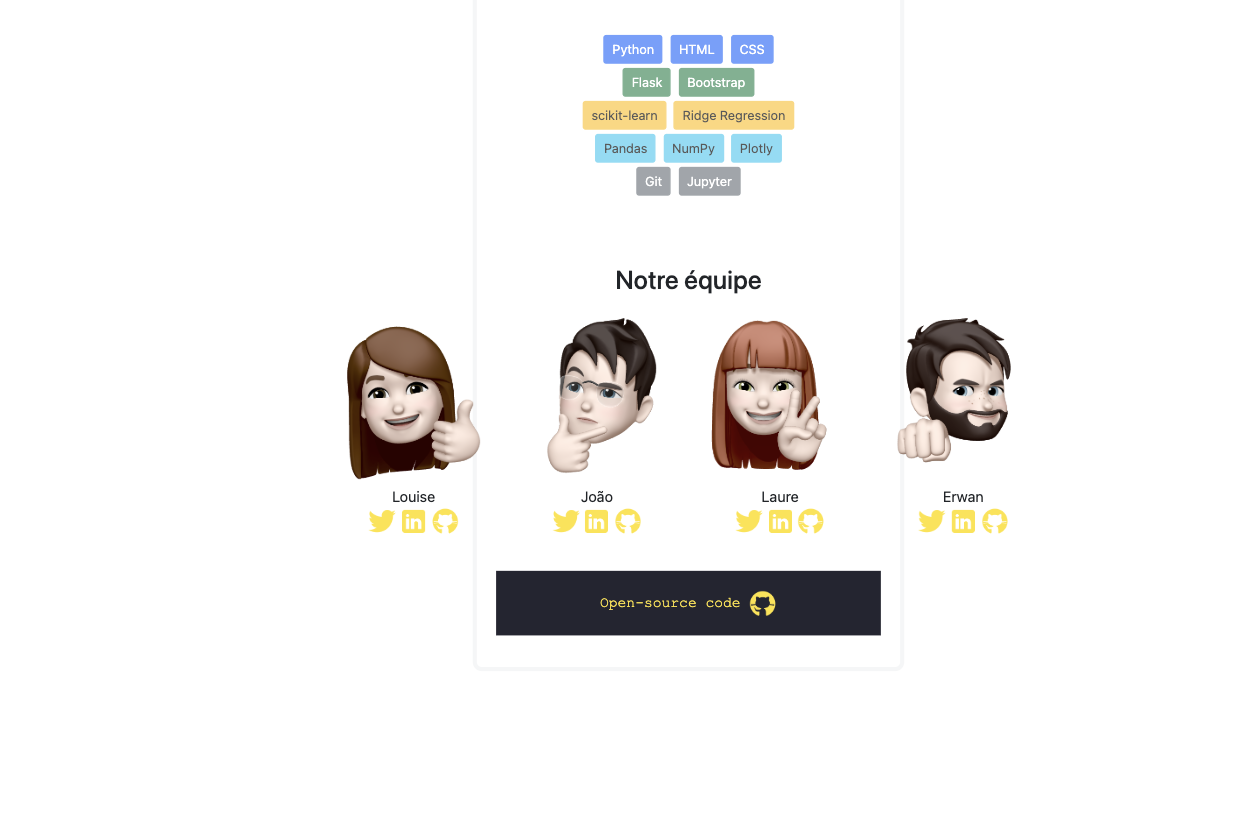 Python HTML CSS
Flask Bootstrap
scikit-learn Ridge Regression
Pandas NumPy Plotly
Git Jupyter
Notre équipe
Louise João Laure Erwan
Open-source code